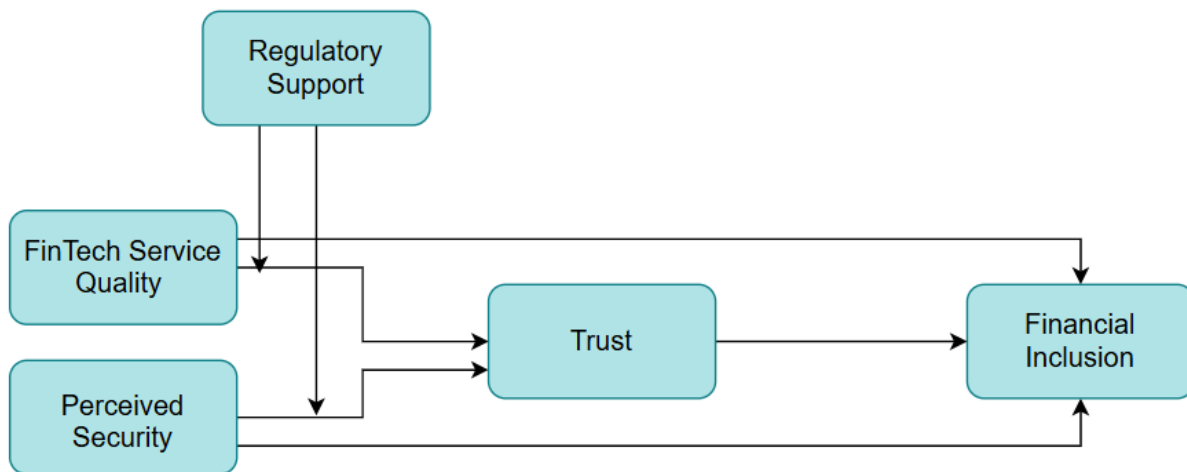 Regulatory
Support
FinTech Service
Quality
Trust
Financial
Inclusion
Perceived
Security